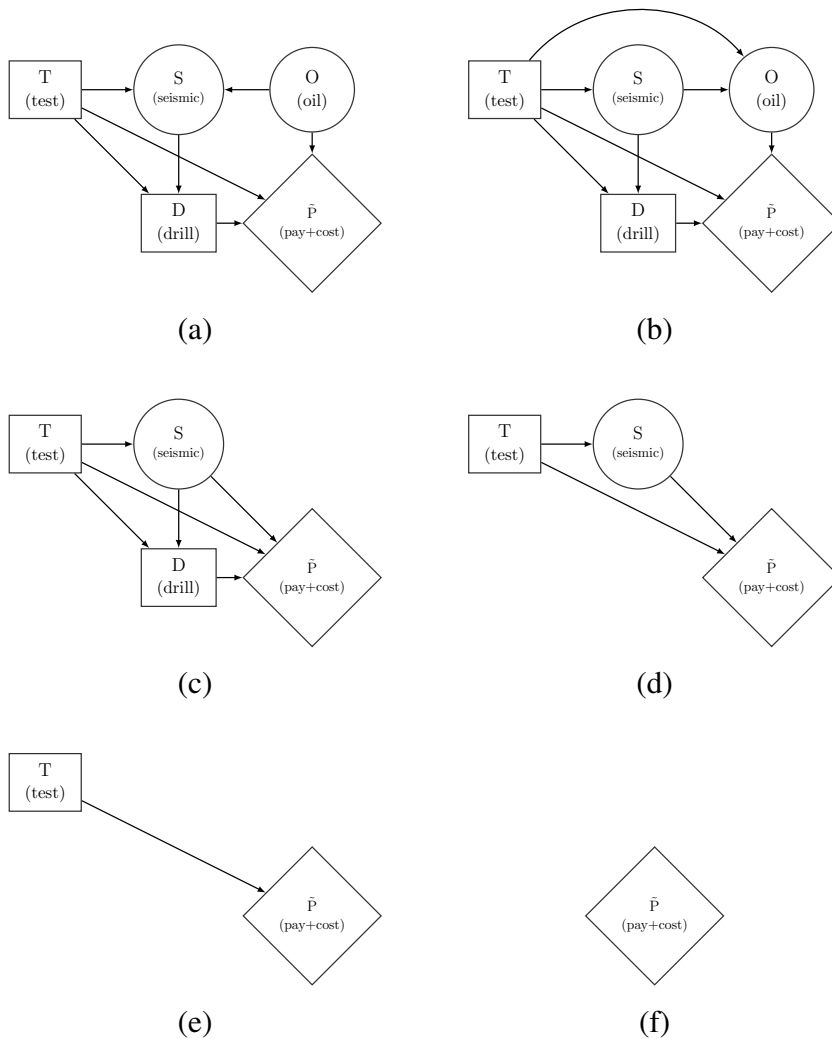 T
(test)
S
(seismic)
O
(oil)
D
(drill)
P̃
(pay+cost)
(a)
T
(test)
S
(seismic)
O
(oil)
D
(drill)
P̃
(pay+cost)
(b)
T
(test)
S
(seismic)
D
(drill)
P̃
(pay+cost)
(c)
T
(test)
S
(seismic)
P̃
(pay+cost)
(d)
T
(test)
P̃
(pay+cost)
(e)
P̃
(pay+cost)
(f)